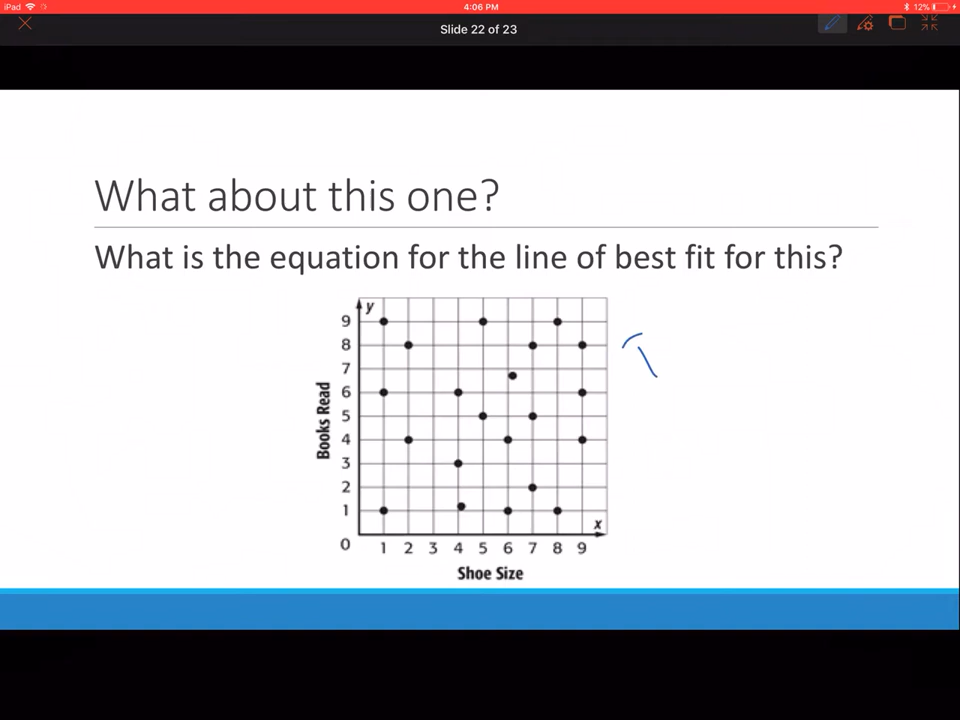 iPad 4:06 PM 12%
Slide 22 of 23
What about this one?
What is the equation for the line of best fit for this?
y
9
8
7
6
5
4
3
2
1
0
Books Read
x
1 2 3 4 5 6 7 8 9
Shoe Size